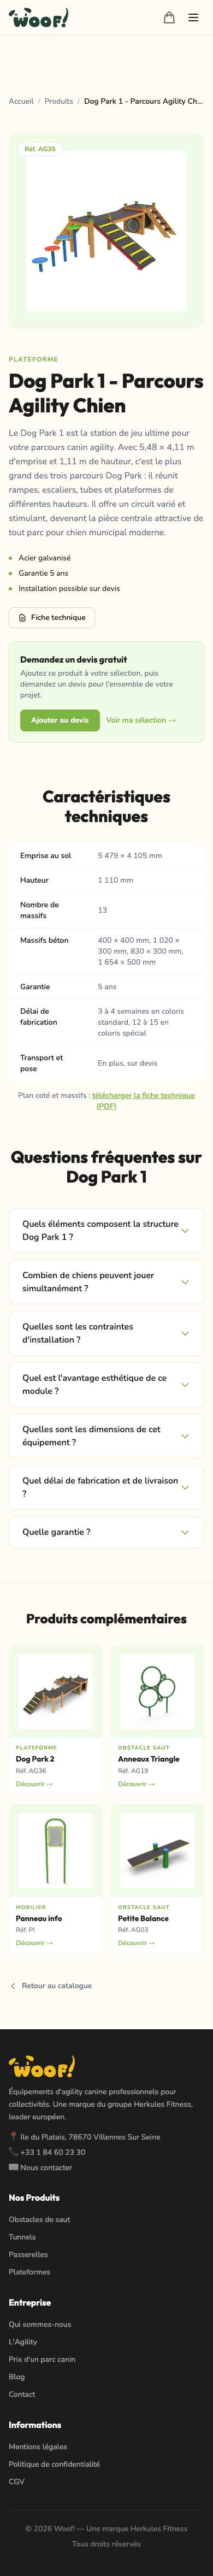 Woof!
Accueil / Produits / Dog Park 1 - Parcours Agility Ch...
Réf. AG35
PLATEFORME
Dog Park 1 - Parcours
Agility Chien
Le Dog Park 1 est la station de jeu ultime pour
votre parcours canin agility. Avec 5,48 × 4,11 m
d'emprise et 1,11 m de hauteur, c'est le plus
grand des trois parcours Dog Park : il réunit
rampes, escaliers, tubes et plateformes de
différentes hauteurs. Il offre un circuit varié et
stimulant, devenant la pièce centrale attractive de
tout parc pour chien municipal moderne.
Acier galvanisé
Garantie 5 ans
Installation possible sur devis
Fiche technique
Demandez un devis gratuit
Ajoutez ce produit à votre sélection, puis
demandez un devis pour l'ensemble de votre
projet.
Ajouter au devis
Voir ma sélection →
Caractéristiques
techniques
Emprise au sol 5 479 × 4 105 mm
Hauteur 1 110 mm
Nombre de
massifs
13
Massifs béton 400 × 400 mm, 1 020 ×
300 mm, 830 × 300 mm,
1 654 × 500 mm
Garantie 5 ans
Délai de
fabrication
3 à 4 semaines en coloris
standard, 12 à 15 en
coloris spécial
Transport et
pose
En plus, sur devis
Plan coté et massifs : télécharger la fiche technique
(PDF)
Questions fréquentes sur
Dog Park 1
Quels éléments composent la structure
Dog Park 1 ?
Combien de chiens peuvent jouer
simultanément ?
Quelles sont les contraintes
d'installation ?
Quel est l'avantage esthétique de ce
module ?
Quelles sont les dimensions de cet
équipement ?
Quel délai de fabrication et de livraison
?
Quelle garantie ?
Produits complémentaires
PLATEFORME
Dog Park 2
Réf. AG36
Découvrir →
OBSTACLE SAUT
Anneaux Triangle
Réf. AG19
Découvrir →
MOBILIER
Panneau info
Réf. PI
Découvrir →
OBSTACLE SAUT
Petite Balance
Réf. AG03
Découvrir →
Retour au catalogue
Woof!
Équipements d'agility canine professionnels pour
collectivités. Une marque du groupe Herkules Fitness,
leader européen.
Ile du Platais, 78670 Villennes Sur Seine
+33 1 84 60 23 30
Nous contacter
Nos Produits
Obstacles de saut
Tunnels
Passerelles
Plateformes
Entreprise
Qui sommes-nous
L'Agility
Prix d'un parc canin
Blog
Contact
Informations
Mentions légales
Politique de confidentialité
CGV
© 2026 Woof! — Une marque Herkules Fitness
Tous droits réservés